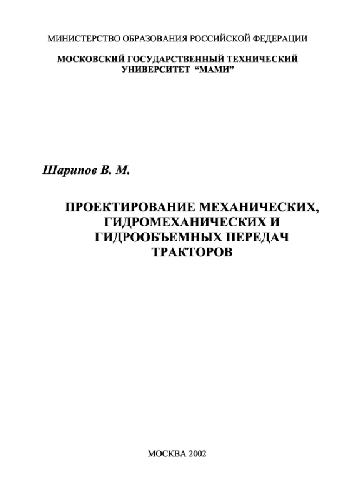 МИНИСТЕРСТВО ОБРАЗОВАНИЯ РОССИЙСКОЙ ФЕДЕРАЦИИ
МОСКОВСКИЙ ГОСУДАРСТВЕННЫЙ ТЕХНИЧЕСКИЙ
УНИВЕРСИТЕТ “МАМИ”
Шарипов В. М.
ПРОЕКТИРОВАНИЕ МЕХАНИЧЕСКИХ,
ГИДРОМЕХАНИЧЕСКИХ И
ГИДРООБЪЕМНЫХ ПЕРЕДАЧ
ТРАКТОРОВ
МОСКВА 2002